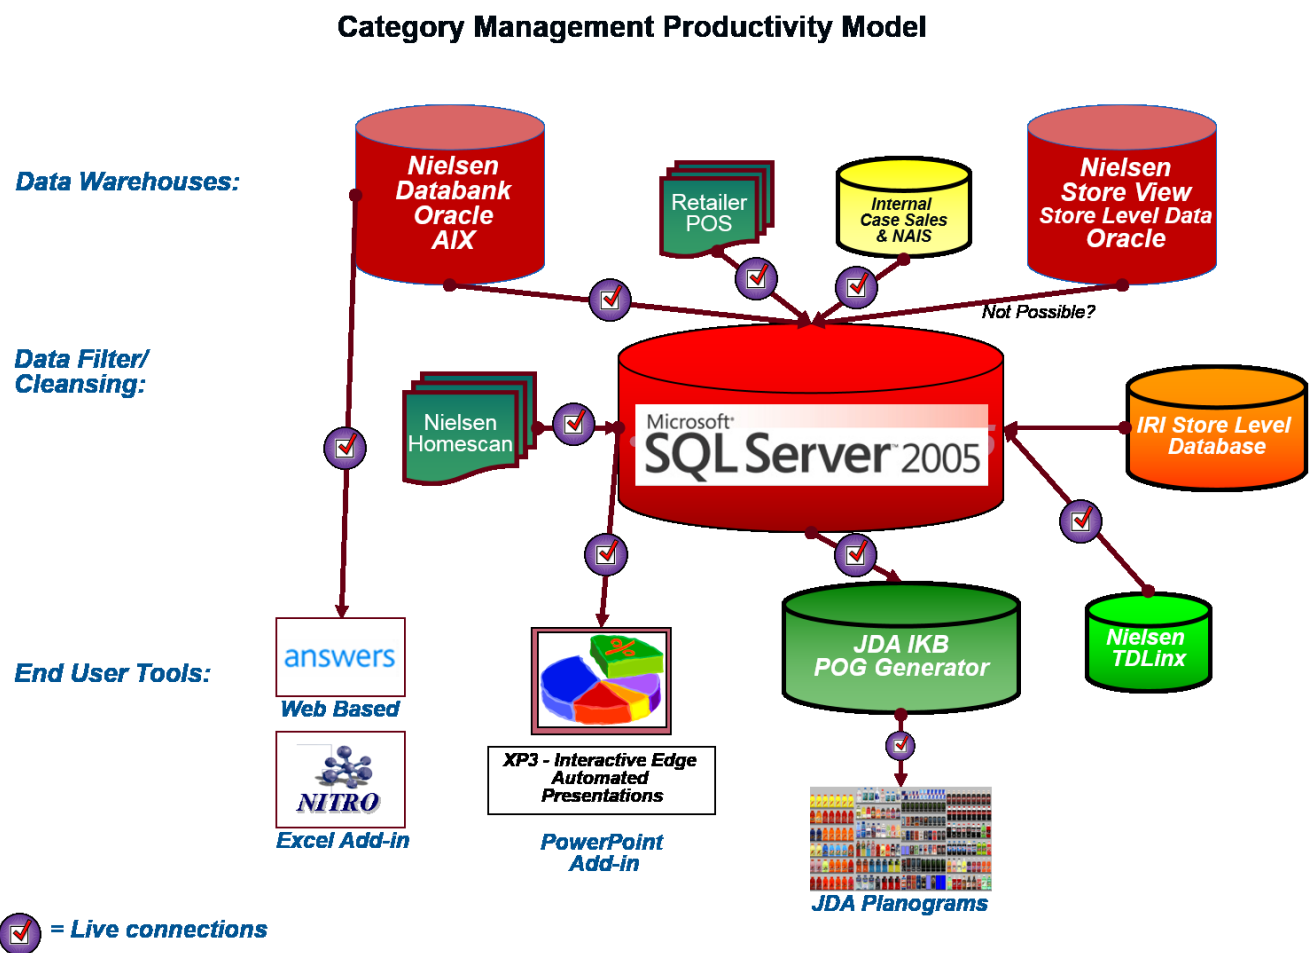 Category Management Productivity Model
Data Warehouses:
Nielsen
Databank
Oracle
AIX
Retailer
POS
Internal
Case Sales
& NAIS
Nielsen
Store View
Store Level Data
Oracle
Not Possible?
Data Filter/
Cleansing:
Nielsen
Homescan
Microsoft
SQL Server™ 2005
IRI Store Level
Database
End User Tools:
answers
Web Based
NITRO
Excel Add-in
%
XP3 - Interactive Edge
Automated
Presentations
PowerPoint
Add-in
JDA IKB
POG Generator
Nielsen
TDLinx
JDA Planograms
= Live connections